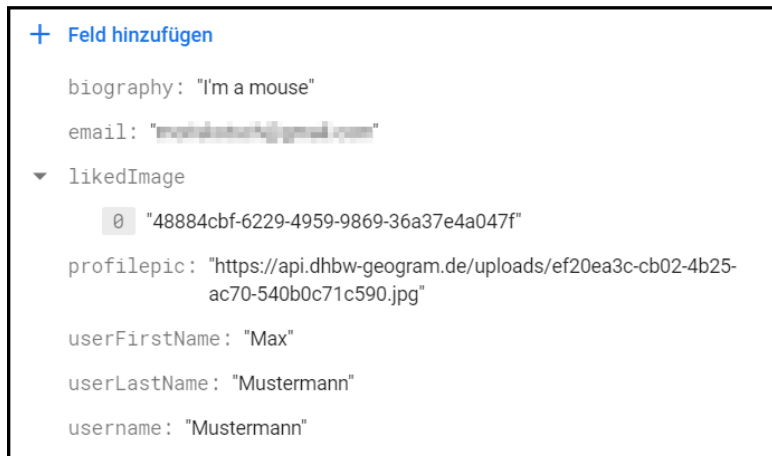 + Feld hinzufügen
biography: "I'm a mouse"
email: ""
likedImage
0 "48884cbf-6229-4959-9869-36a37e4a047f"
profilepic: "https://api.dhbw-geogram.de/uploads/ef20ea3c-cb02-4b25-
ac70-540b0c71c590.jpg"
userFirstName: "Max"
userLastName: "Mustermann"
username: "Mustermann"